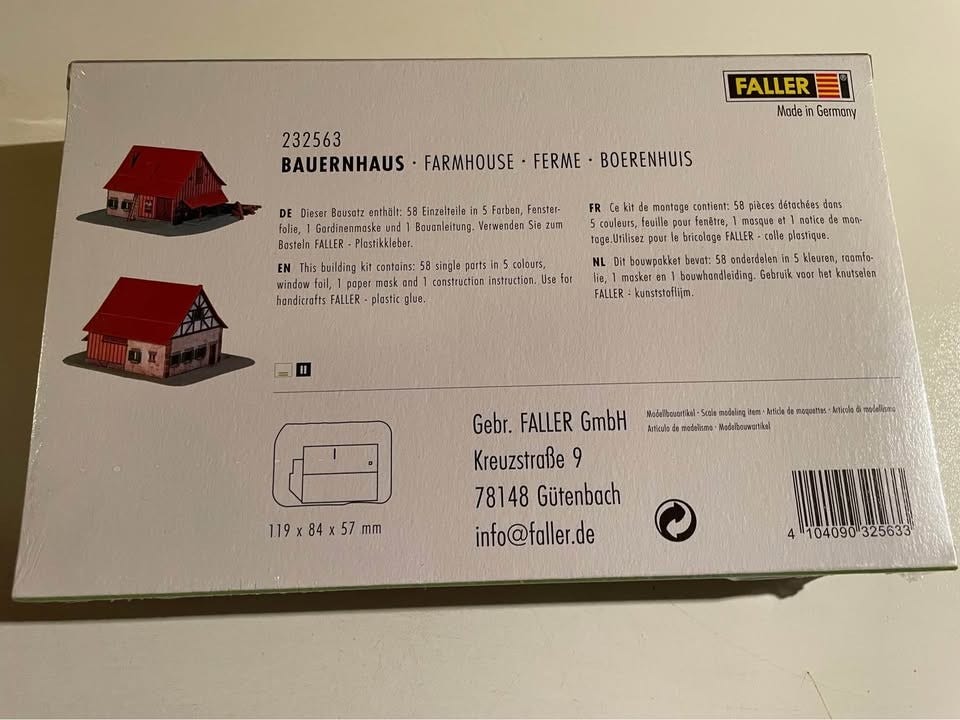 FALLER
Made in Germany
232563
BAUERNHAUS · FARMHOUSE · FERME · BOERENHUIS
DE Dieser Bausatz enthält: 58 Einzelteile in 5 Farben, Fenster-
folie, 1 Gardinenmaske und 1 Bauanleitung. Verwenden Sie zum
Basteln FALLER - Plastikkleber.
EN This building kit contains: 58 single parts in 5 colours,
window foil, 1 paper mask and 1 construction instruction. Use for
handicrafts FALLER - plastic glue.
FR Ce kit de montage contient: 58 pièces détachées dans
5 couleurs, feuille pour fenêtre, 1 masque et 1 notice de mon-
tage.Utilisez pour le bricolage FALLER - colle plastique.
NL Dit bouwpakket bevat: 58 onderdelen in 5 kleuren, raamfo-
lie, 1 masker en 1 bouwhandleiding. Gebruik voor het knutselen
FALLER - kunststoflijm.
II
119 x 84 x 57 mm
Gebr. FALLER GmbH
Kreuzstraße 9
78148 Gütenbach
info@faller.de
Modellbauartikel · Scale modeling item · Article de maquettes · Articolo di modellismo
Artículo de modelismo · Modelbouwartikel
4 104090 325633